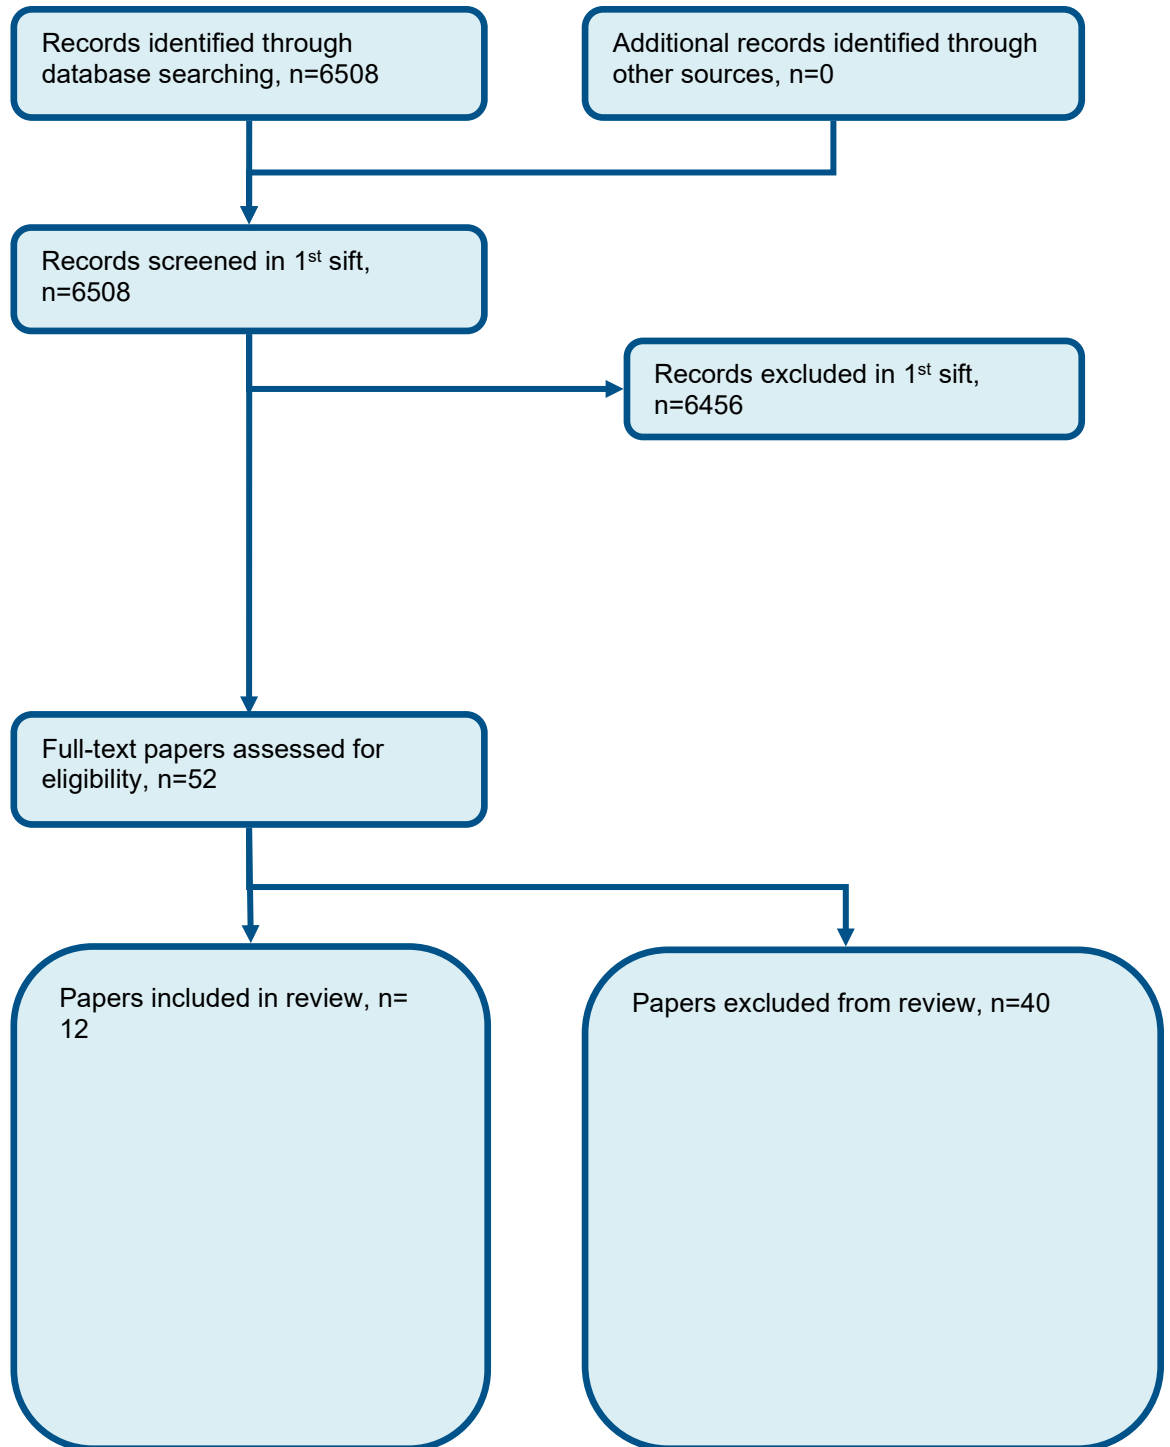 Records identified through
database searching, n=6508
Additional records identified through
other sources, n=0
Records screened in 1st sift,
n=6508
Records excluded in 1st sift,
n=6456
Full-text papers assessed for
eligibility, n=52
Papers included in review, n=
12
Papers excluded from review, n=40